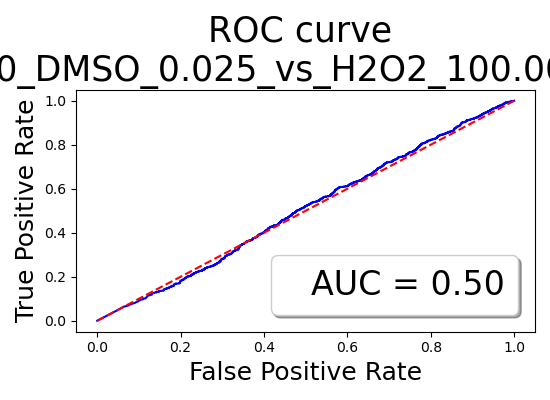 ROC curve
0_DMSO_0.025_vs_H2O2_100.00
True Positive Rate
1.0
0.8
0.6
0.4
0.2
0.0
AUC = 0.50
0.0 0.2 0.4 0.6 0.8 1.0
False Positive Rate